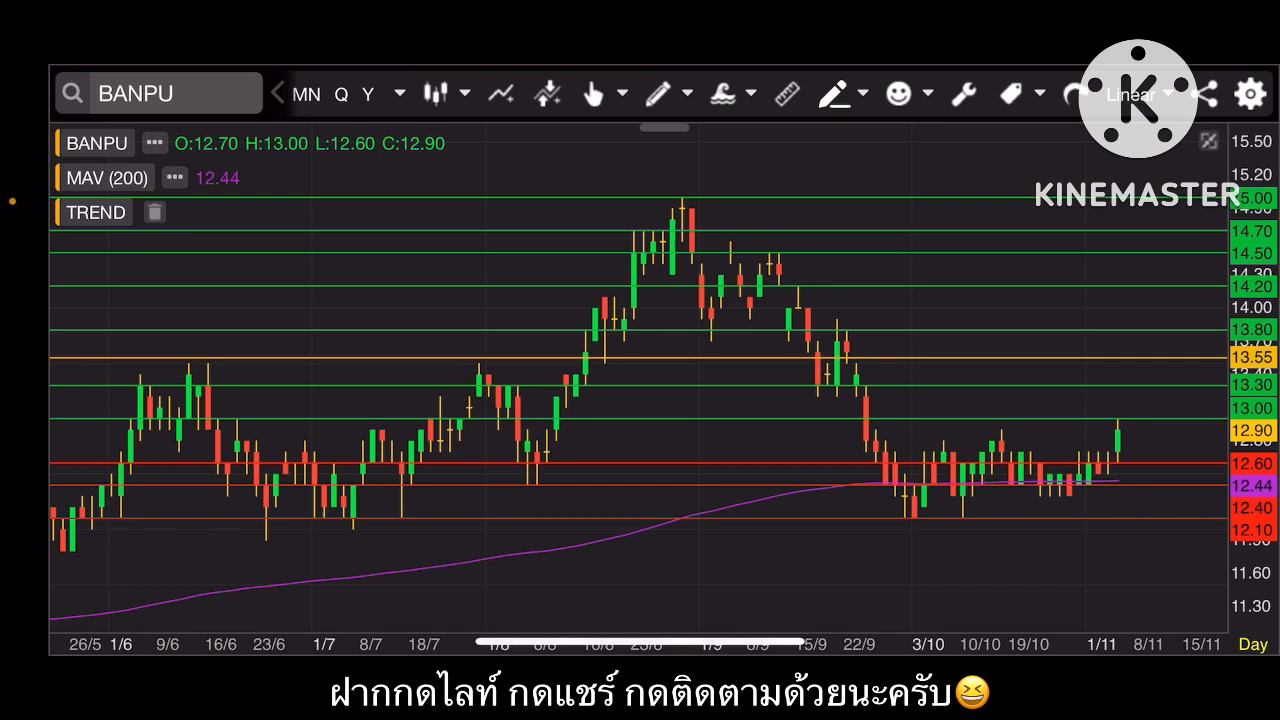 BANPU
MN Q Y
Linear
BANPU ••• O:12.70 H:13.00 L:12.60 C:12.90
MAV (200) ••• 12.44
TREND
KINEMASTER
15.50
15.20
14.70
14.50
14.30
14.20
14.00
13.80
13.55
13.30
13.00
12.90
12.60
12.44
12.40
12.10
11.60
11.30
26/5 1/6 9/6 16/6 23/6 1/7 8/7 18/7 22/9 3/10 10/10 19/10 1/11 8/11 15/11 Day
ฝากกดไลท์ กดแชร์ กดติดตามด้วยนะครับ😆